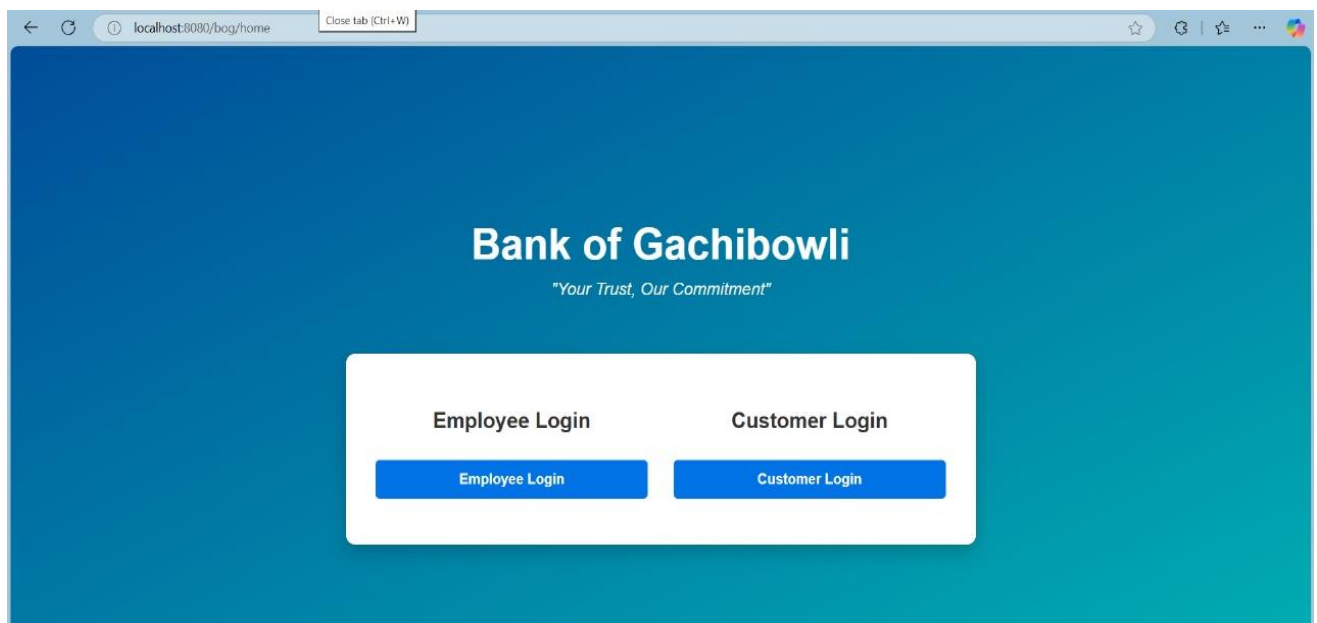 localhost:8080/bog/home
Close tab (Ctrl+W)
Bank of Gachibowli
"Your Trust, Our Commitment"
Employee Login
Customer Login
Employee Login
Customer Login